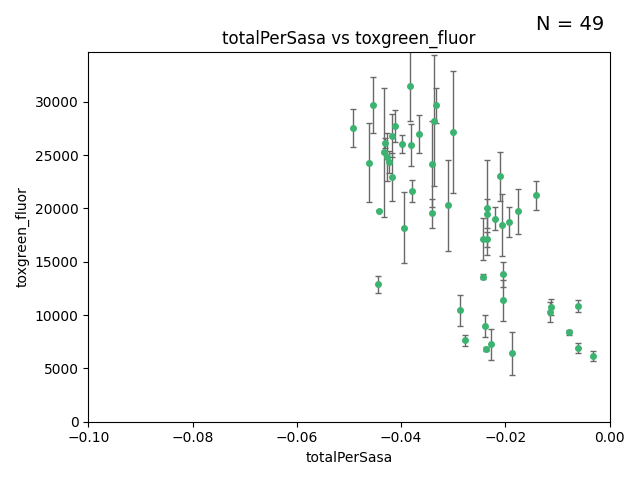 N = 49
totalPerSasa vs toxgreen_fluor
30000
25000
20000
15000
10000
5000
0
toxgreen_fluor
−0.10 −0.08 −0.06 −0.04 −0.02 0.00
totalPerSasa